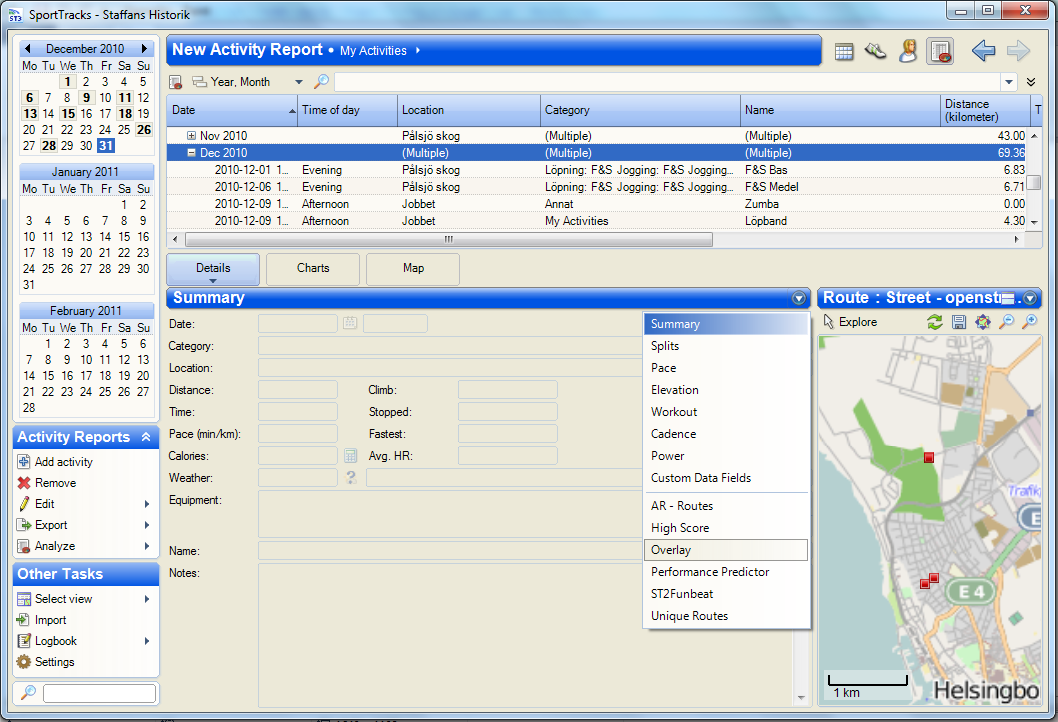 SportTracks - Staffans Historik
December 2010
Mo Tu We Th Fr Sa Su
1 2 3 4 5
6 7 8 9 10 11 12
13 14 15 16 17 18 19
20 21 22 23 24 25 26
27 28 29 30 31
January 2011
Mo Tu We Th Fr Sa Su
1 2
3 4 5 6 7 8 9
10 11 12 13 14 15 16
17 18 19 20 21 22 23
24 25 26 27 28 29 30
31
February 2011
Mo Tu We Th Fr Sa Su
1 2 3 4 5 6
7 8 9 10 11 12 13
14 15 16 17 18 19 20
21 22 23 24 25 26 27
28
Activity Reports
Add activity
Remove
Edit
Export
Analyze
Other Tasks
Select view
Import
Logbook
Settings
New Activity Report • My Activities
Year, Month
Date Time of day Location Category Name Distance (kilometer) T
Nov 2010 Pålsjö skog (Multiple) (Multiple) 43.00
Dec 2010 (Multiple) (Multiple) (Multiple) 69.36
2010-12-01 1... Evening Pålsjö skog Löpning: F&S Jogging: F&S Jogging... F&S Bas 6.83
2010-12-06 1... Evening Pålsjö skog Löpning: F&S Jogging: F&S Jogging... F&S Medel 6.71
2010-12-09 1... Afternoon Jobbet Annat Zumba 0.00
2010-12-09 1... Afternoon Jobbet My Activities Löpband 4.30
Details Charts Map
Summary
Date:
Category:
Location:
Distance: Climb:
Time: Stopped:
Pace (min/km): Fastest:
Calories: Avg. HR:
Weather: ?
Equipment:
Name:
Notes:
Summary
Splits
Pace
Elevation
Workout
Cadence
Power
Custom Data Fields
AR - Routes
High Score
Overlay
Performance Predictor
ST2Funbeat
Unique Routes
Route : Street - openst
Explore
Trafikp
E
E 4
1 km
Helsingbo